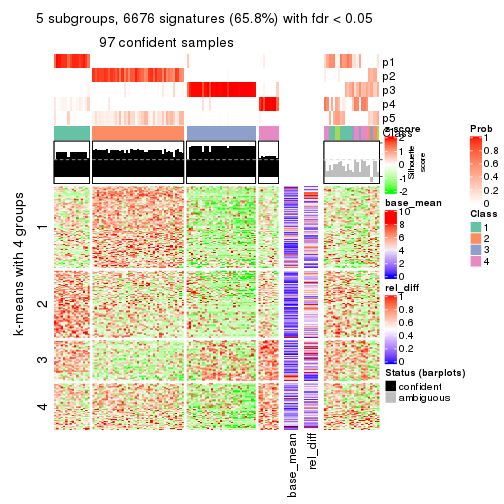 5 subgroups, 6676 signatures (65.8%) with fdr < 0.05
97 confident samples
p1
p2
p3
p4
p5
Class
z-score
2
1
0
-1
-2
Silhouette
score
base_mean
10
8
6
4
2
0
rel_diff
1
0.8
0.6
0.4
0.2
0
Status (barplots)
confident
ambiguous
Prob
1
0.8
0.6
0.4
0.2
0
Class
1
2
3
4
k-means with 4 groups
1
2
3
4
base_mean
rel_diff